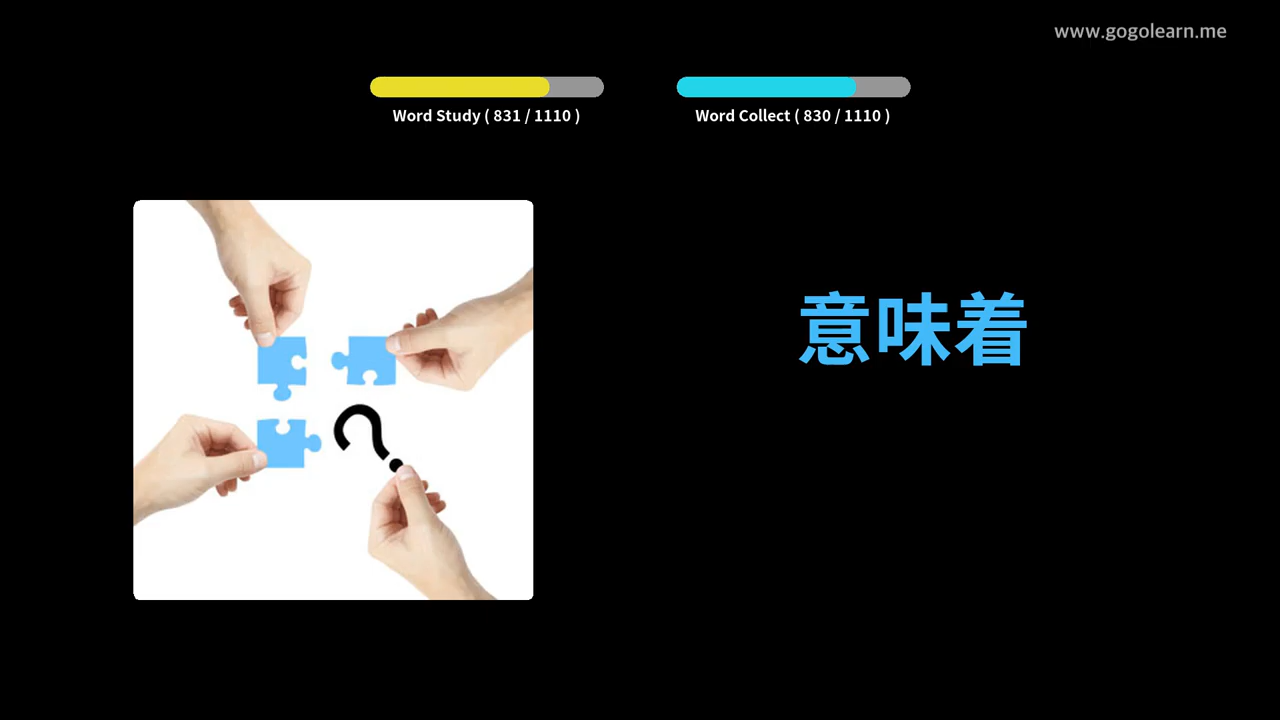 www.gogolearn.me
Word Study ( 831 / 1110 )
Word Collect ( 830 / 1110 )
意味着
?